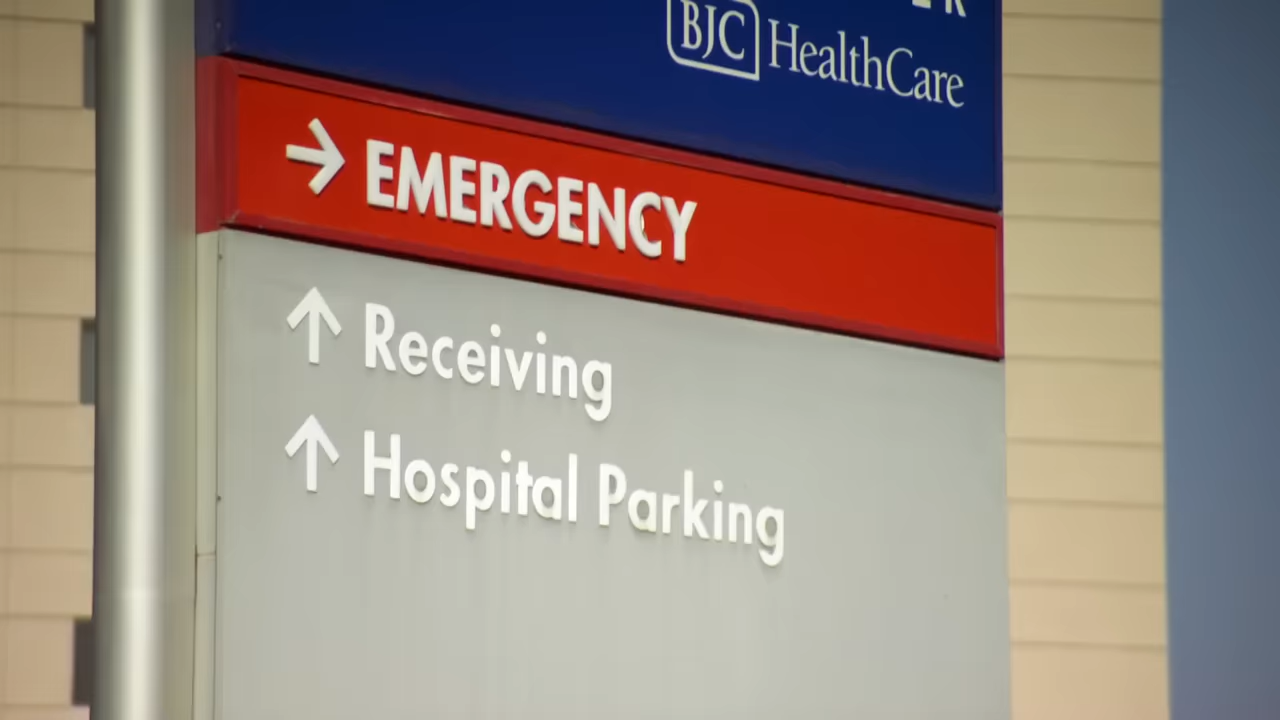 BJC HealthCare
→ EMERGENCY
↑ Receiving
↑ Hospital Parking